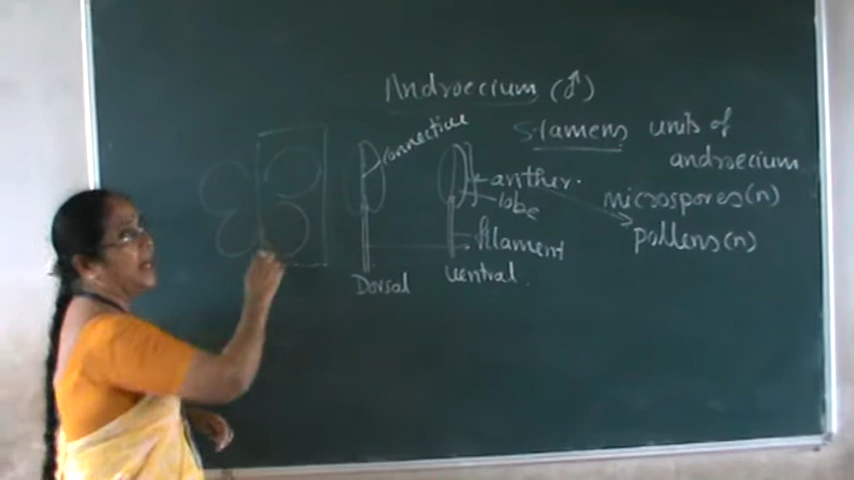 Androecium (♂)
Connective
Stamens units of
androecium
anther.
lobe
microspores(n)
pollens(n)
filament
Dorsal
ventral.